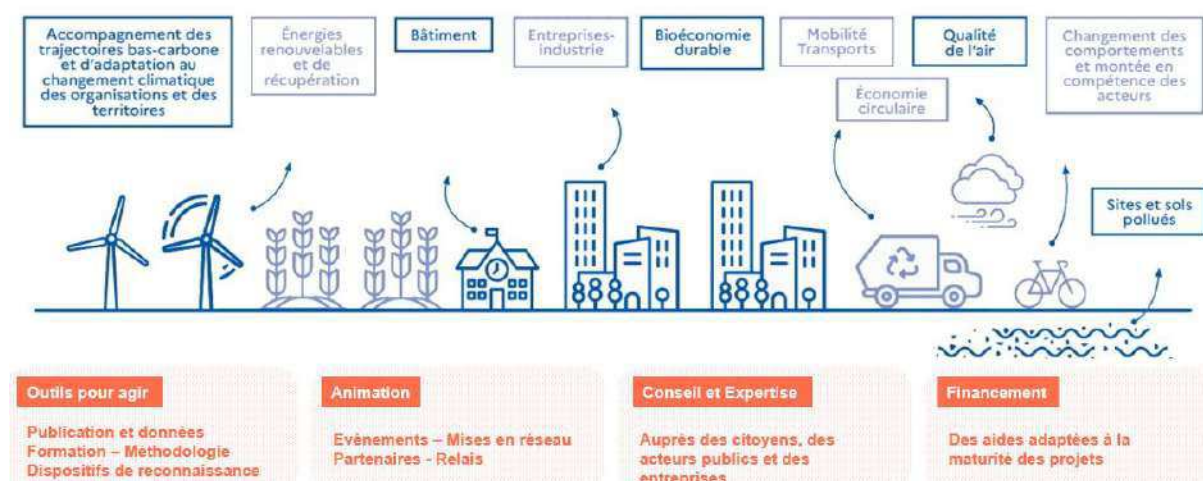 Accompagnement des
trajectoires bas-carbone
et d'adaptation au
changement climatique
des organisations et des
territoires
Énergies
renouvelables
et de
récupération
Bâtiment
Entreprises-
industrie
Bioéconomie
durable
Mobilité
Transports
Économie
circulaire
Qualité
de l'air
Changement des
comportements
et montée en
compétence des
acteurs
Sites et sols
pollués
Outils pour agir
Publication et données
Formation – Méthodologie
Dispositifs de reconnaissance
Animation
Evènements – Mises en réseau
Partenaires - Relais
Conseil et Expertise
Auprès des citoyens, des
acteurs publics et des
entreprises
Financement
Des aides adaptées à la
maturité des projets